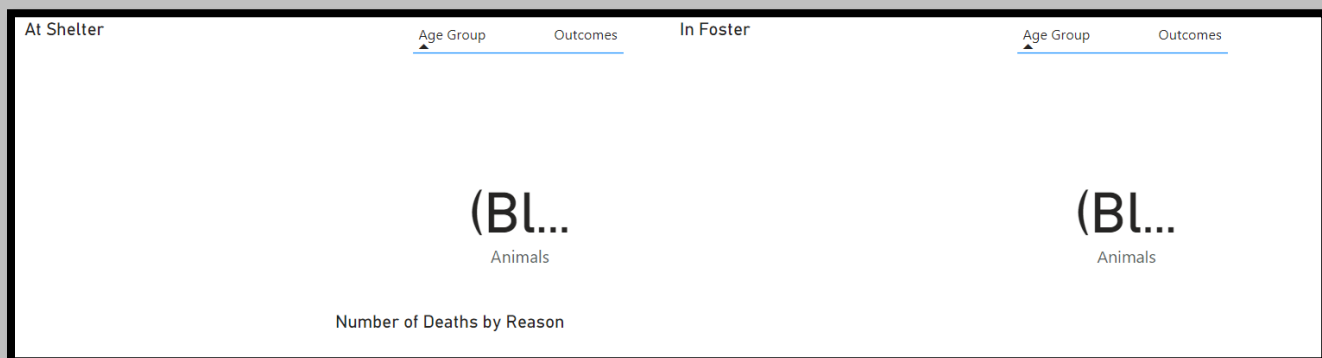 At Shelter
Age Group Outcomes
(Bl...
Animals
In Foster
Age Group Outcomes
(Bl...
Animals
Number of Deaths by Reason